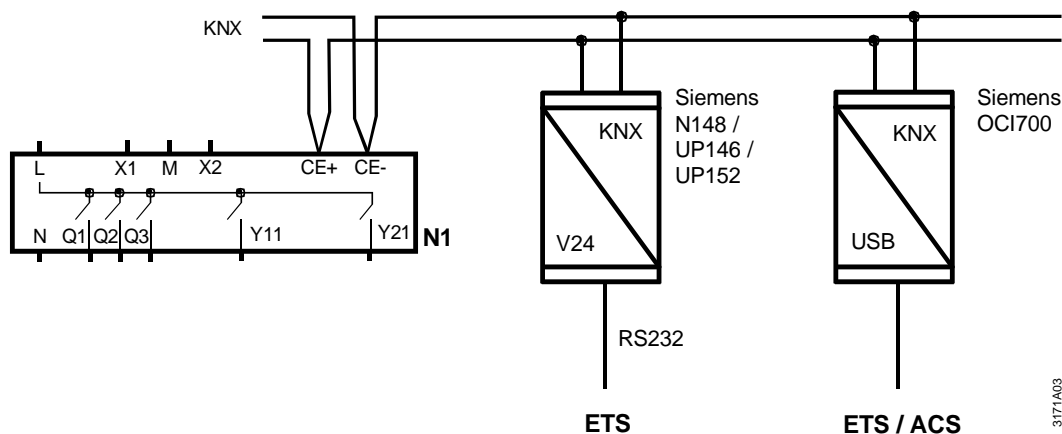 KNX
Siemens
N148 /
UP146 /
UP152
KNX
V24
Siemens
OCI700
KNX
USB
L X1 M X2 CE+ CE-
N Q1 Q2 Q3 Y11 Y21 N1
RS232
ETS
ETS / ACS
3171A03